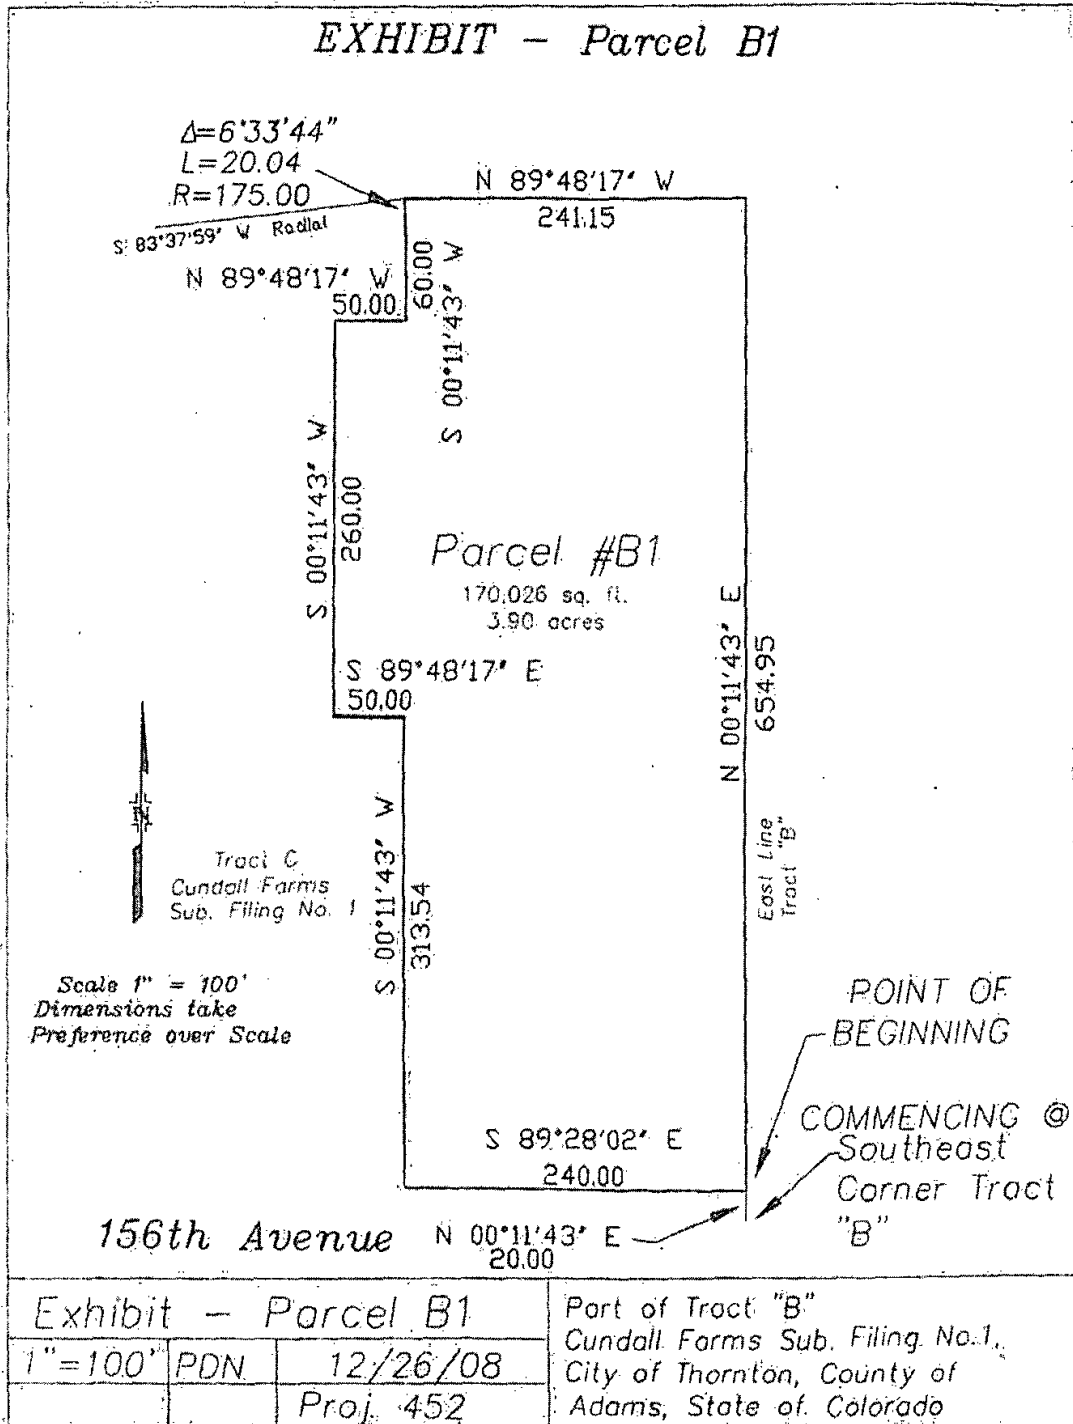 EXHIBIT - Parcel B1
Δ=6°33'44"
L=20.04
R=175.00
S 83°37'59" W Radial
N 89°48'17" W
241.15
N 89°48'17" W
50.00
60.00
S 00°11'43" W
S 00°11'43" W
260.00
Parcel #B1
170,026 sq. ft.
3.90 acres
N 00°11'43" E
654.95
S 89°48'17" E
50.00
N
Tract C
Cundall Farms
Sub. Filing No. 1
S 00°11'43" W
313.54
East Line
Tract "B"
Scale 1" = 100'
Dimensions take
Preference over Scale
POINT OF
BEGINNING
COMMENCING @
Southeast
Corner Tract
"B"
S 89°28'02" E
240.00
156th Avenue
N 00°11'43" E
20.00
Exhibit - Parcel B1
1"=100' PDN 12/26/08
Proj. 452
Part of Tract "B"
Cundall Farms Sub. Filing No.1,
City of Thornton, County of
Adams, State of Colorado